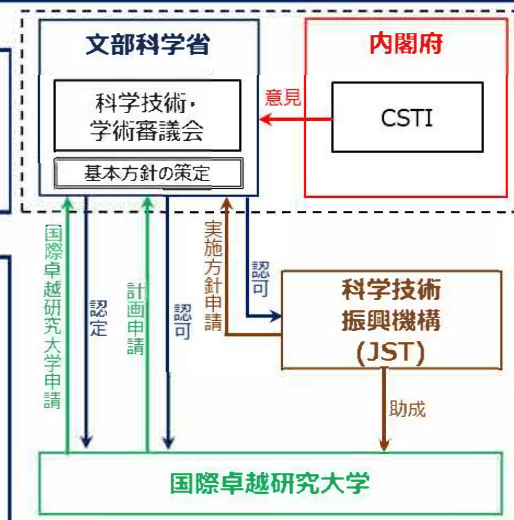 文部科学省
内閣府
科学技術・
学術審議会
基本方針の策定
意見
CSTI
国際卓越研究大学申請
認定
計画申請
認可
実施方針申請
認可
科学技術
振興機構
(JST)
助成
国際卓越研究大学